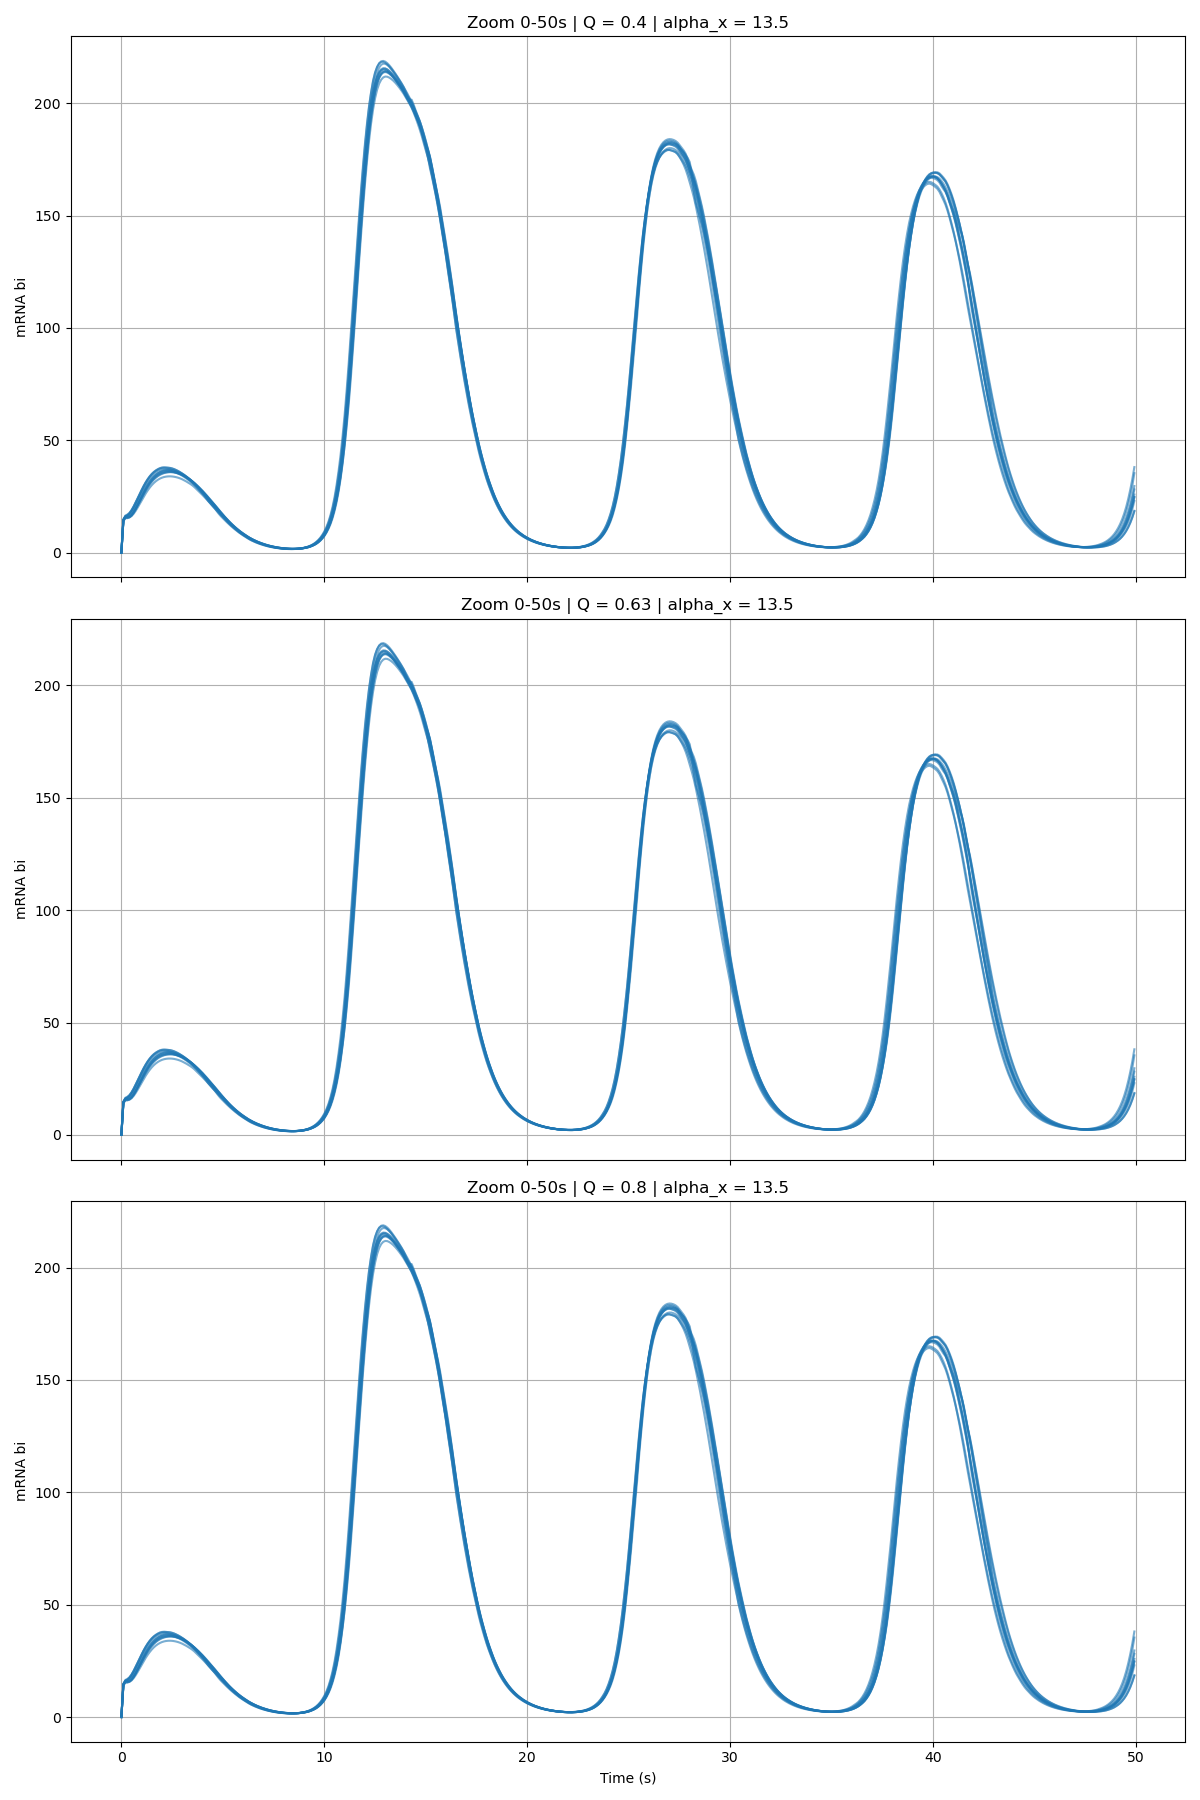 Zoom 0-50s | Q = 0.4 | alpha_x = 13.5
200
150
100
50
0
mRNA bi
Zoom 0-50s | Q = 0.63 | alpha_x = 13.5
200
150
100
50
0
mRNA bi
Zoom 0-50s | Q = 0.8 | alpha_x = 13.5
200
150
100
50
0
mRNA bi
0 10 20 30 40 50
Time (s)